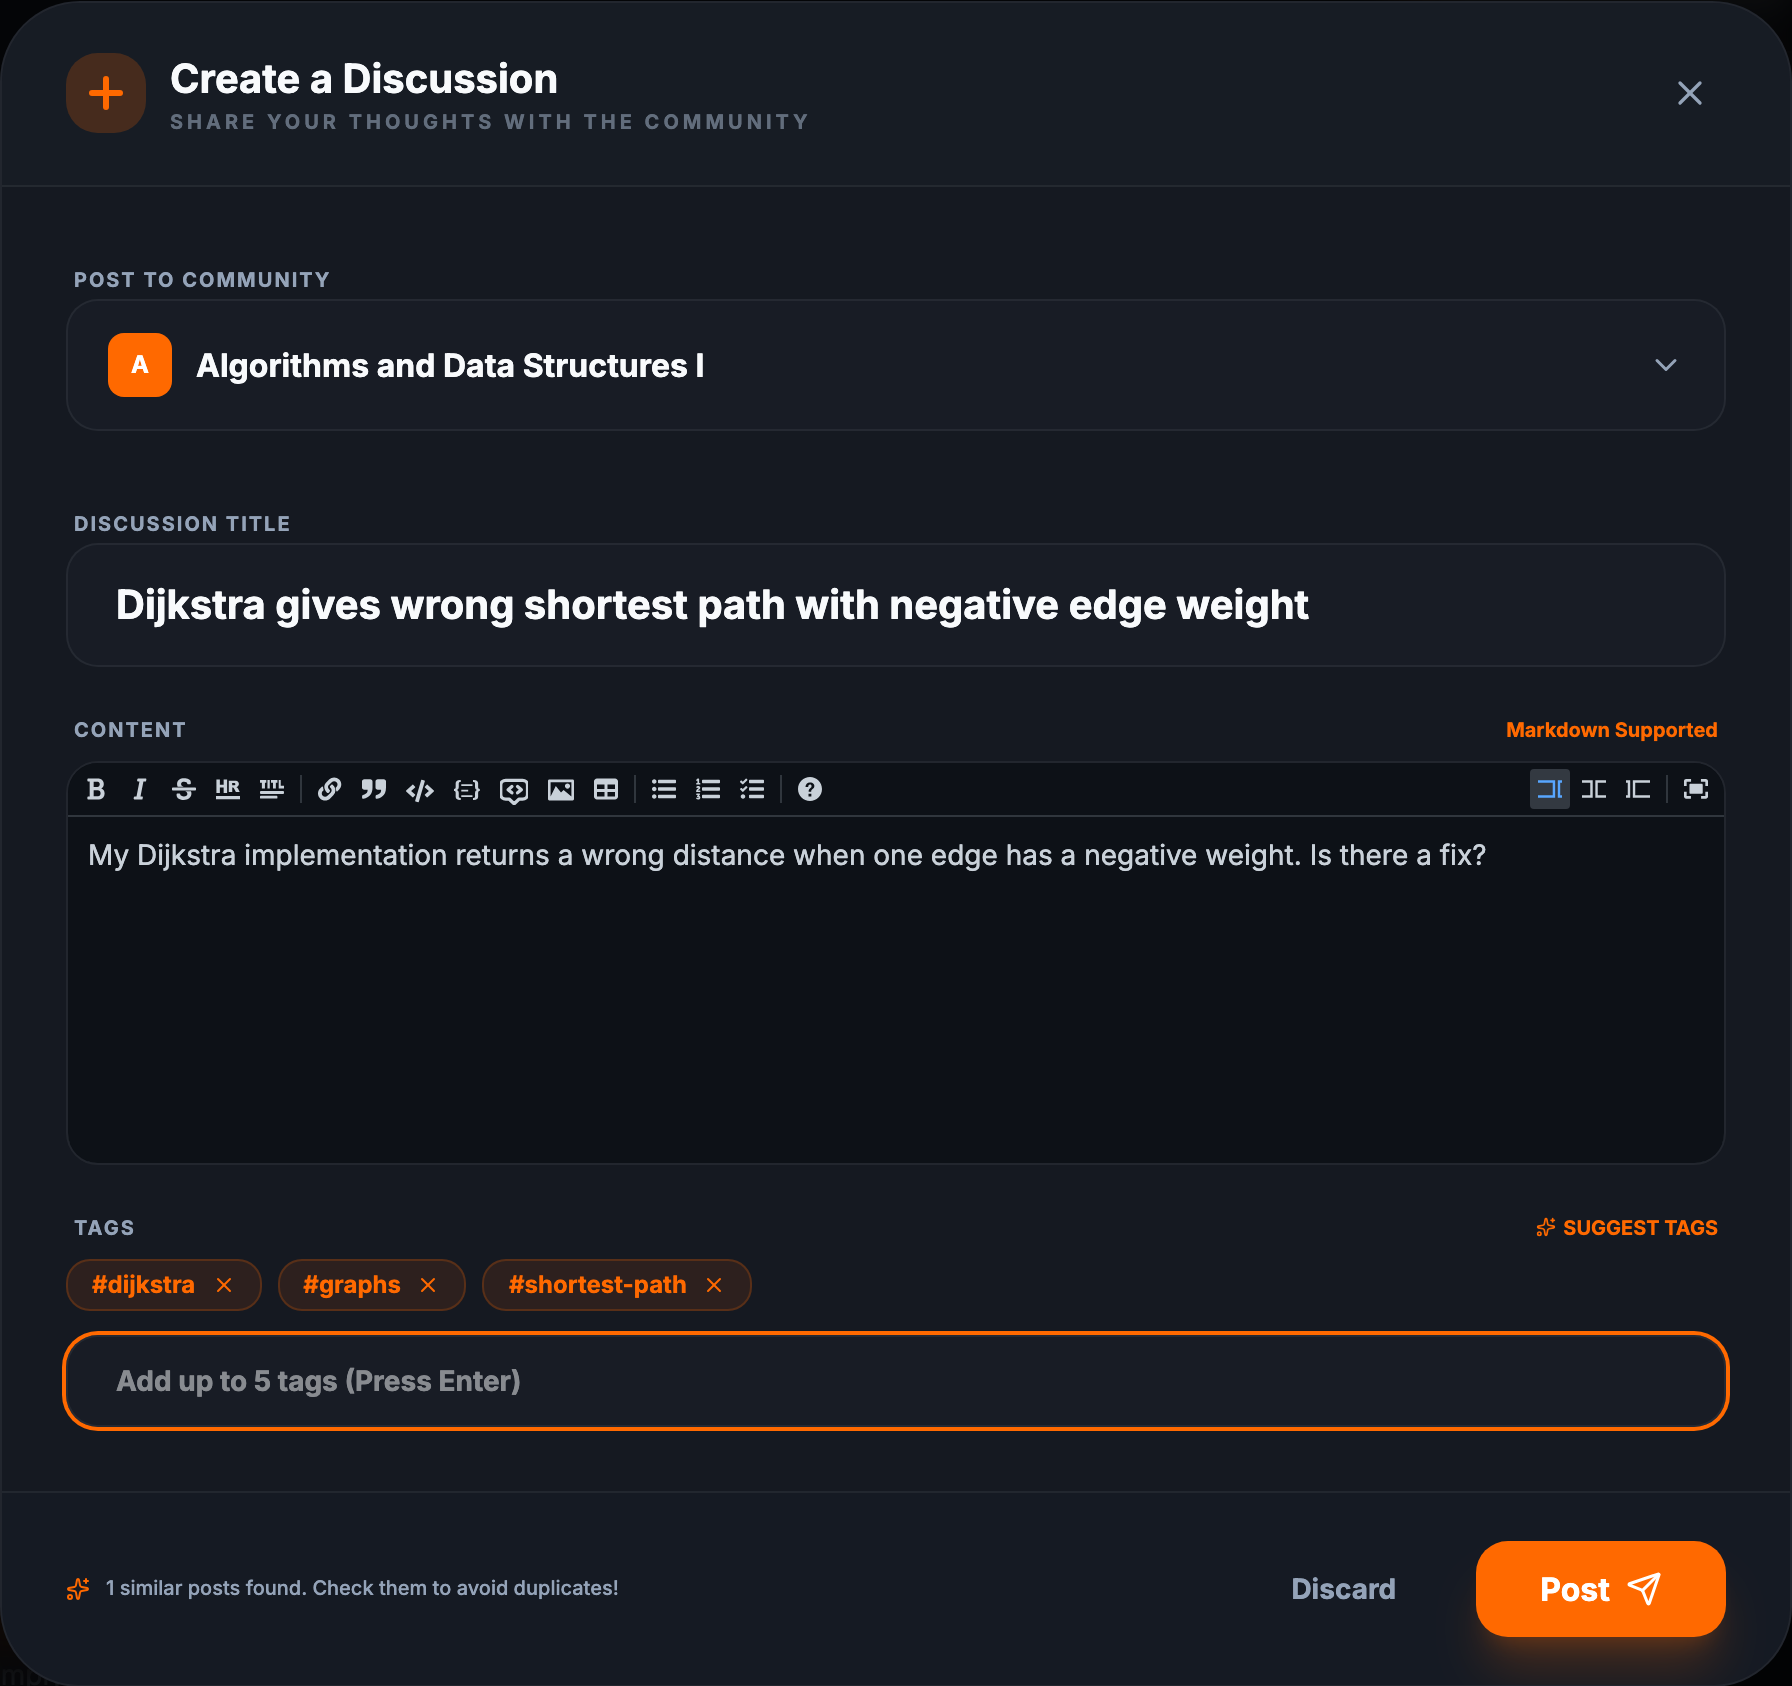 Create a Discussion
SHARE YOUR THOUGHTS WITH THE COMMUNITY
POST TO COMMUNITY
A
Algorithms and Data Structures I
DISCUSSION TITLE
Dijkstra gives wrong shortest path with negative edge weight
CONTENT
Markdown Supported
B I S HR TITL
My Dijkstra implementation returns a wrong distance when one edge has a negative weight. Is there a fix?
TAGS
SUGGEST TAGS
#dijkstra #graphs #shortest-path
Add up to 5 tags (Press Enter)
1 similar posts found. Check them to avoid duplicates!
Discard
Post